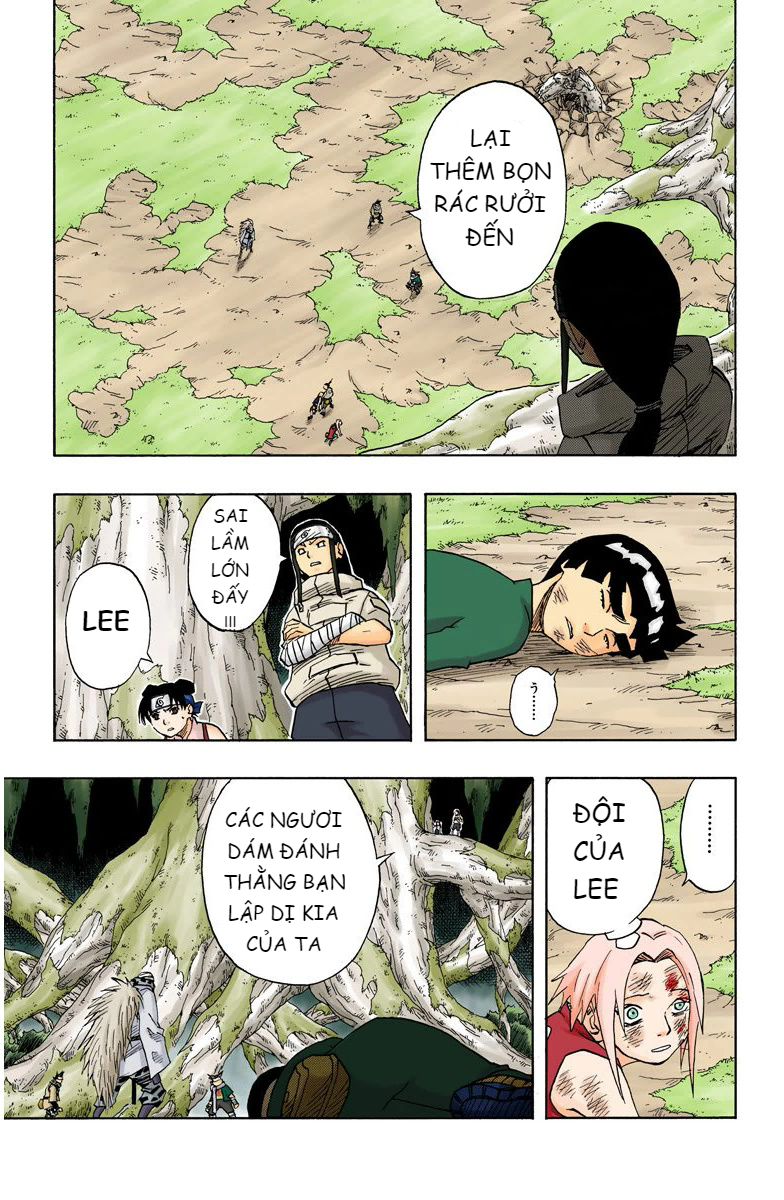 LẠI
THÊM BỌN
RÁC RƯỞI
ĐẾN
SAI
LẦM
LỚN
ĐẤY
!!!
LEE
.........
ĐỘI
CỦA
LEE
CÁC NGƯƠI
DÁM ĐÁNH
THẰNG BẠN
LẬP DỊ KIA
CỦA TA